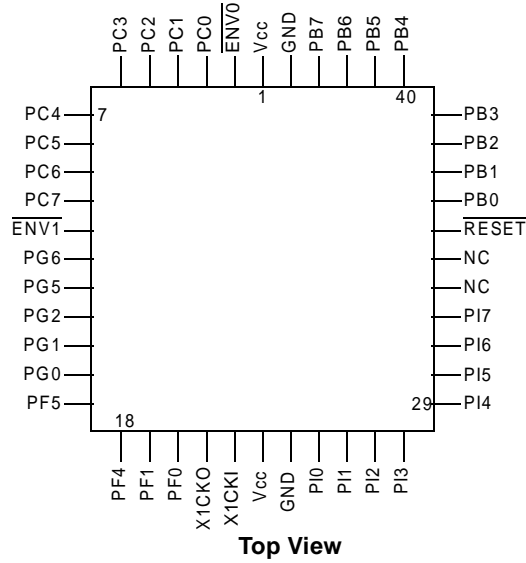 PC3 PC2 PC1 PC0 ENV0 Vcc GND PB7 PB6 PB5 PB4
1 40
PC4 7 PB3
PC5 PB2
PC6 PB1
PC7 PB0
ENV1 RESET
PG6 NC
PG5 NC
PG2 PI7
PG1 PI6
PG0 PI5
PF5 29 PI4
18
PF4 PF1 PF0 X1CKO X1CKI Vcc GND PI0 PI1 PI2 PI3
Top View